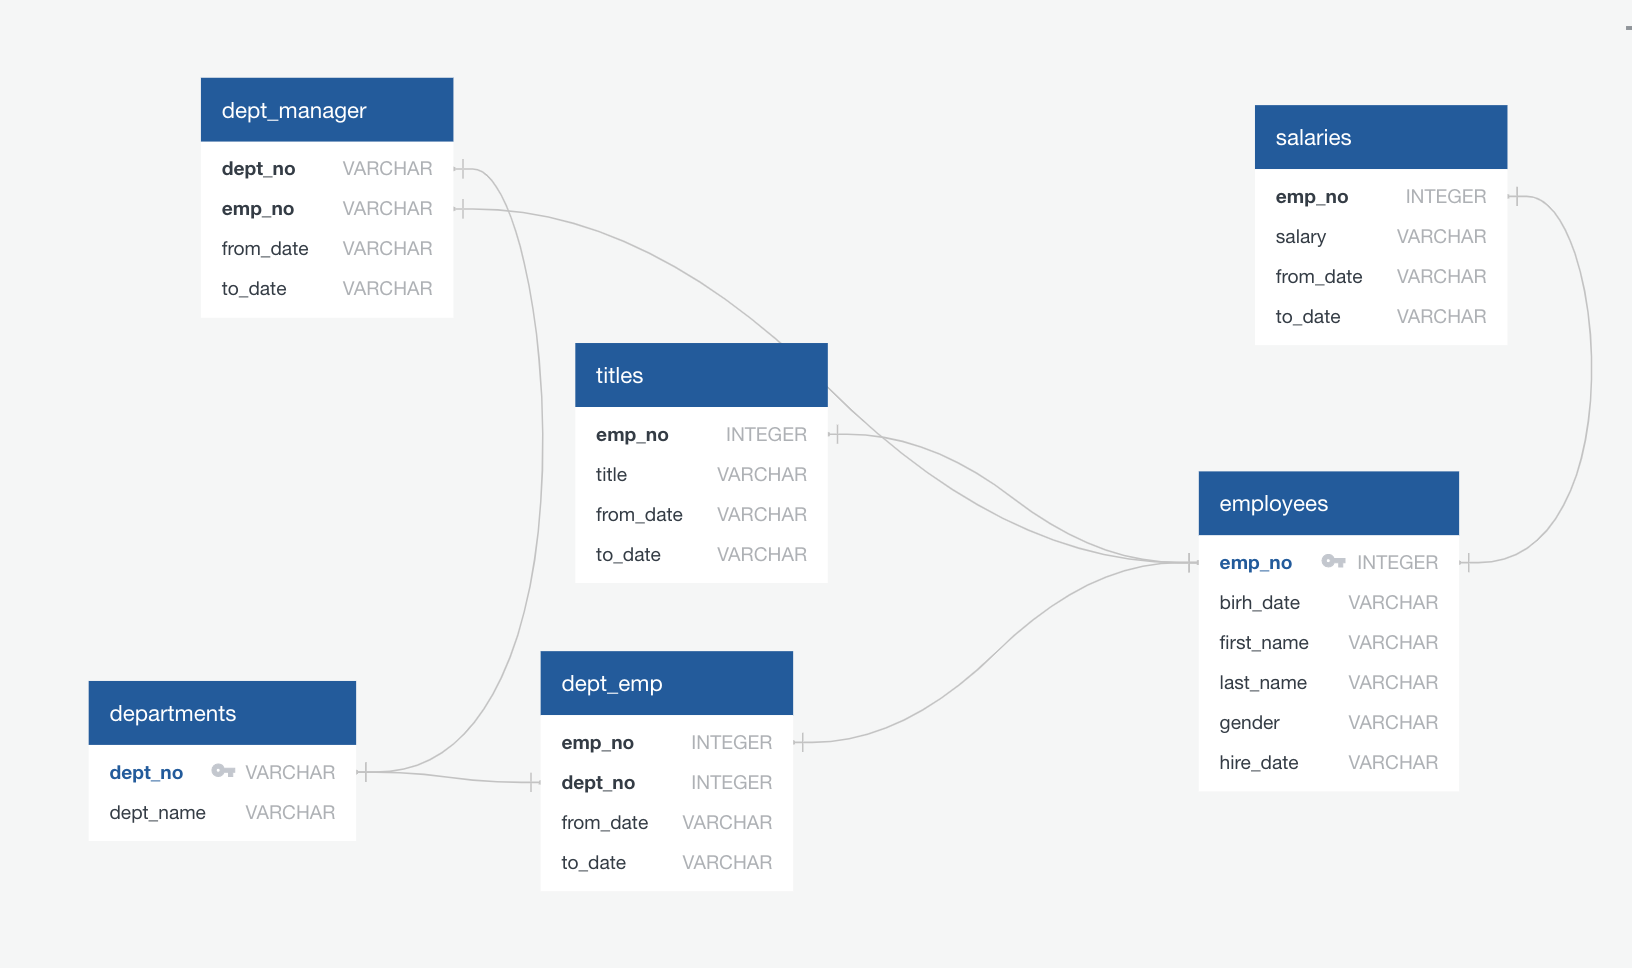 dept_manager
dept_no VARCHAR
emp_no VARCHAR
from_date VARCHAR
to_date VARCHAR
salaries
emp_no INTEGER
salary VARCHAR
from_date VARCHAR
to_date VARCHAR
titles
emp_no INTEGER
title VARCHAR
from_date VARCHAR
to_date VARCHAR
employees
emp_no INTEGER
birh_date VARCHAR
first_name VARCHAR
last_name VARCHAR
gender VARCHAR
hire_date VARCHAR
departments
dept_no VARCHAR
dept_name VARCHAR
dept_emp
emp_no INTEGER
dept_no INTEGER
from_date VARCHAR
to_date VARCHAR